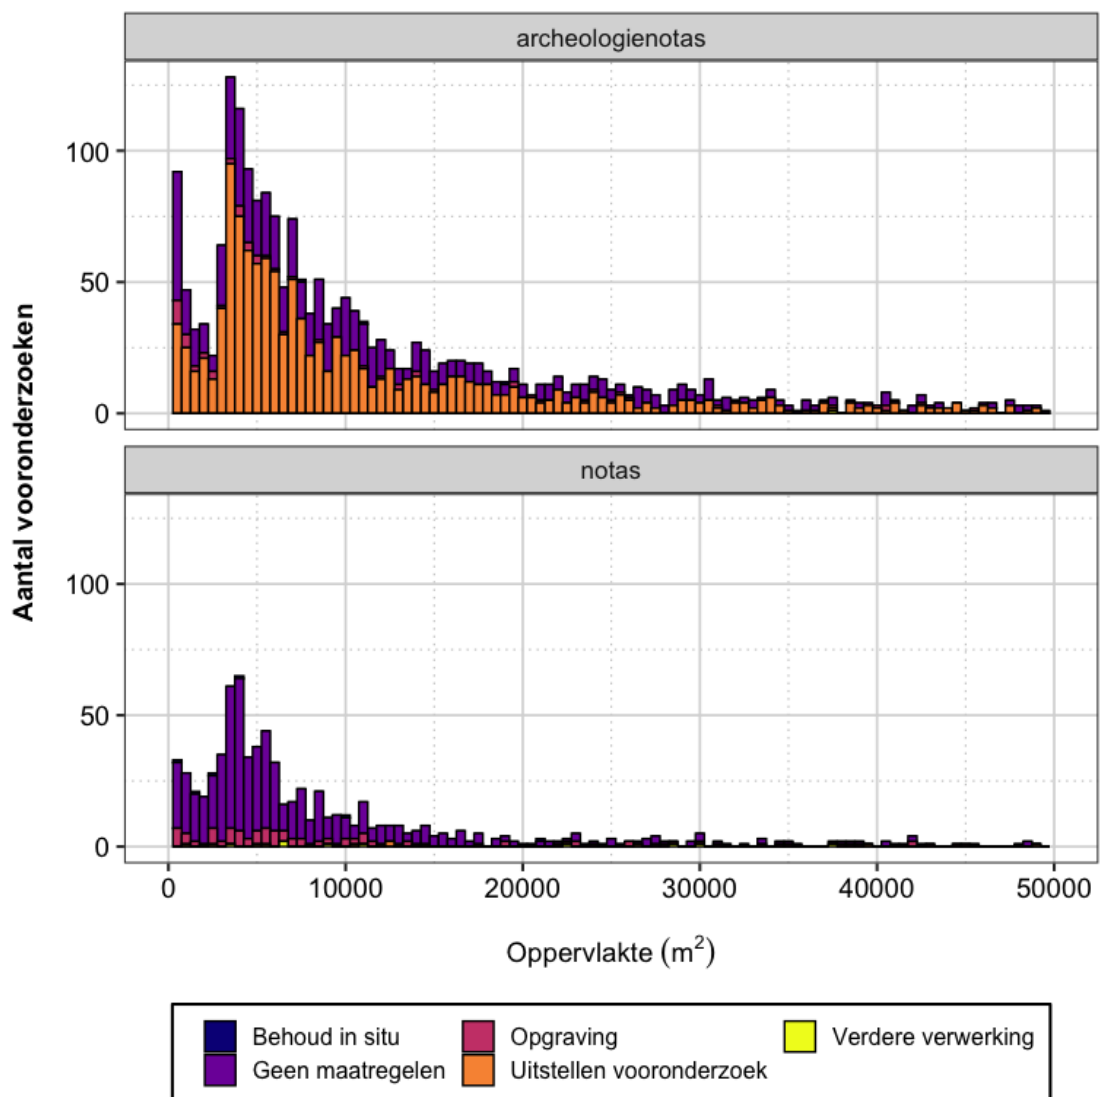 archeologienotas
100
50
0
notas
100
50
0
Aantal vooronderzoeken
0 10000 20000 30000 40000 50000
Oppervlakte (m²)
Behoud in situ Opgraving Verdere verwerking
Geen maatregelen Uitstellen vooronderzoek